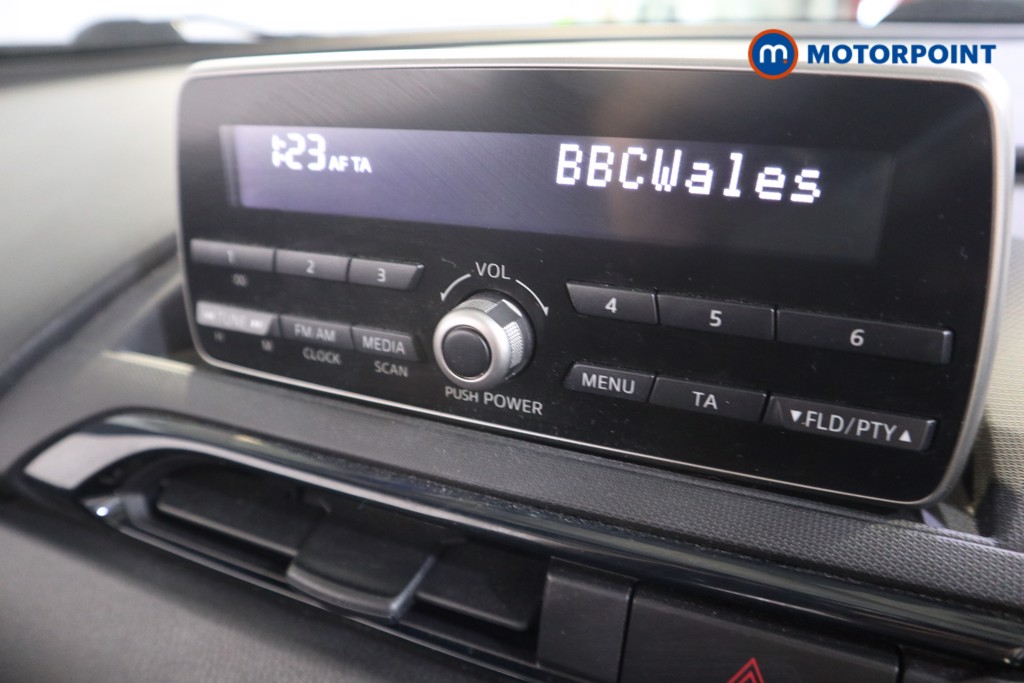 m MOTORPOINT
1:23 AF TA BBCWales
VOL
1 2 3
4 5 6
∞
TUNE FM/AM MEDIA
CLOCK SCAN
PUSH POWER
MENU TA ▼FLD/PTY▲